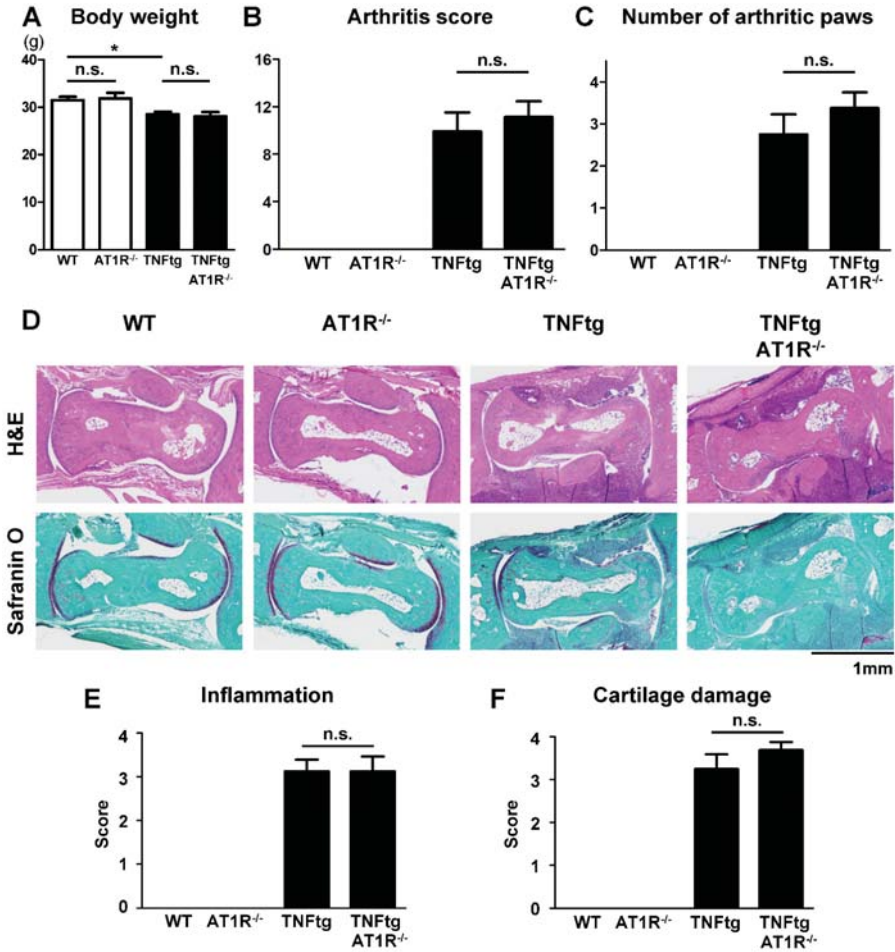 A Body weight
(g)
40
30
20
10
0
*
n.s.
n.s.
WT AT1R-/- TNFtg TNFtg
AT1R-/-
B Arthritis score
16
12
8
4
0
n.s.
WT AT1R-/- TNFtg TNFtg
AT1R-/-
C Number of arthritic paws
4
3
2
1
0
n.s.
WT AT1R-/- TNFtg TNFtg
AT1R-/-
D WT AT1R-/- TNFtg TNFtg
AT1R-/-
H&E
Safranin O
1mm
E Inflammation
Score
4
3
2
1
0
n.s.
WT AT1R-/- TNFtg TNFtg
AT1R-/-
F Cartilage damage
Score
4
3
2
1
0
n.s.
WT AT1R-/- TNFtg TNFtg
AT1R-/-